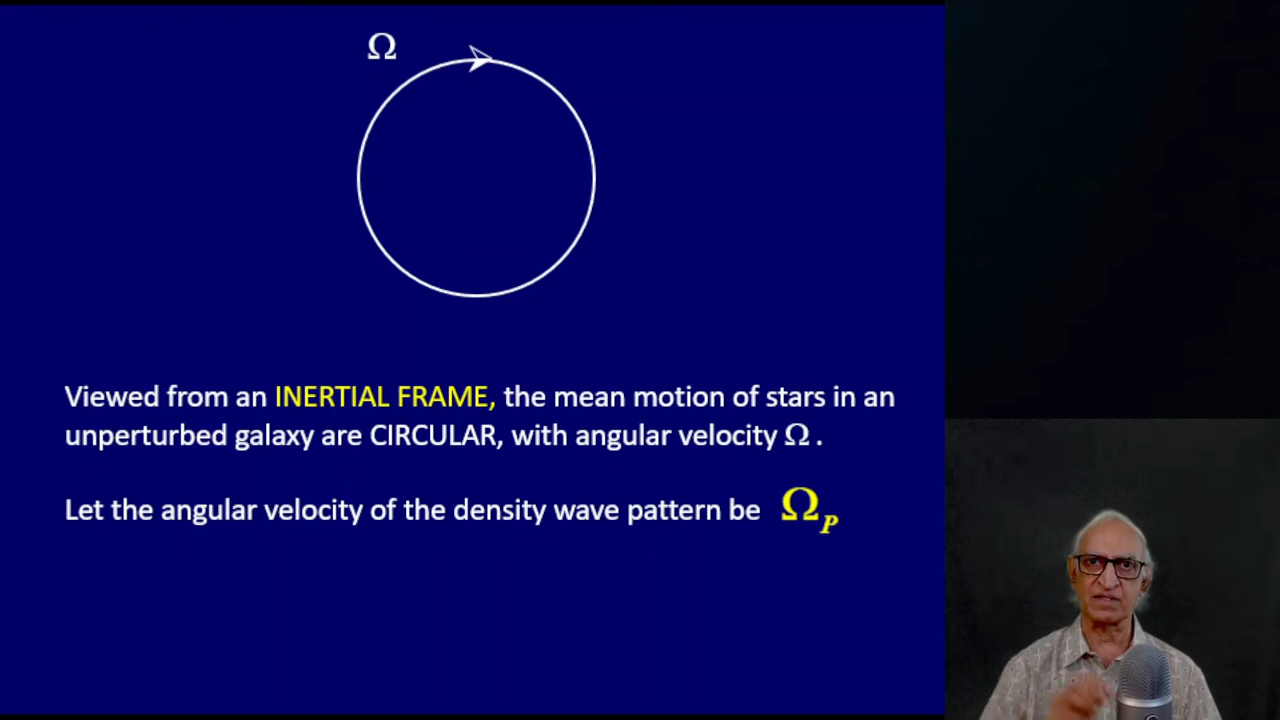 Ω
Viewed from an INERTIAL FRAME, the mean motion of stars in an
unperturbed galaxy are CIRCULAR, with angular velocity Ω .
Let the angular velocity of the density wave pattern be Ωₚ